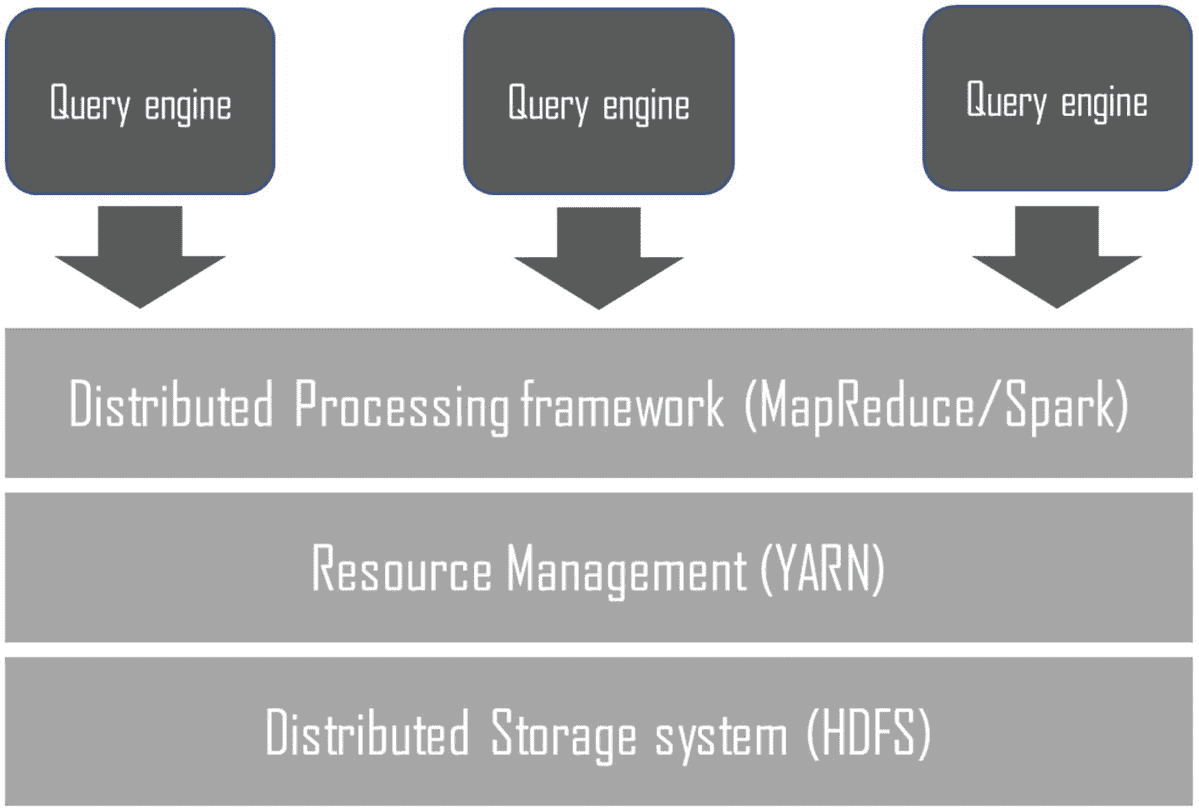 Query engine
Query engine
Query engine
Distributed Processing framework (MapReduce/Spark)
Resource Management (YARN)
Distributed Storage system (HDFS)